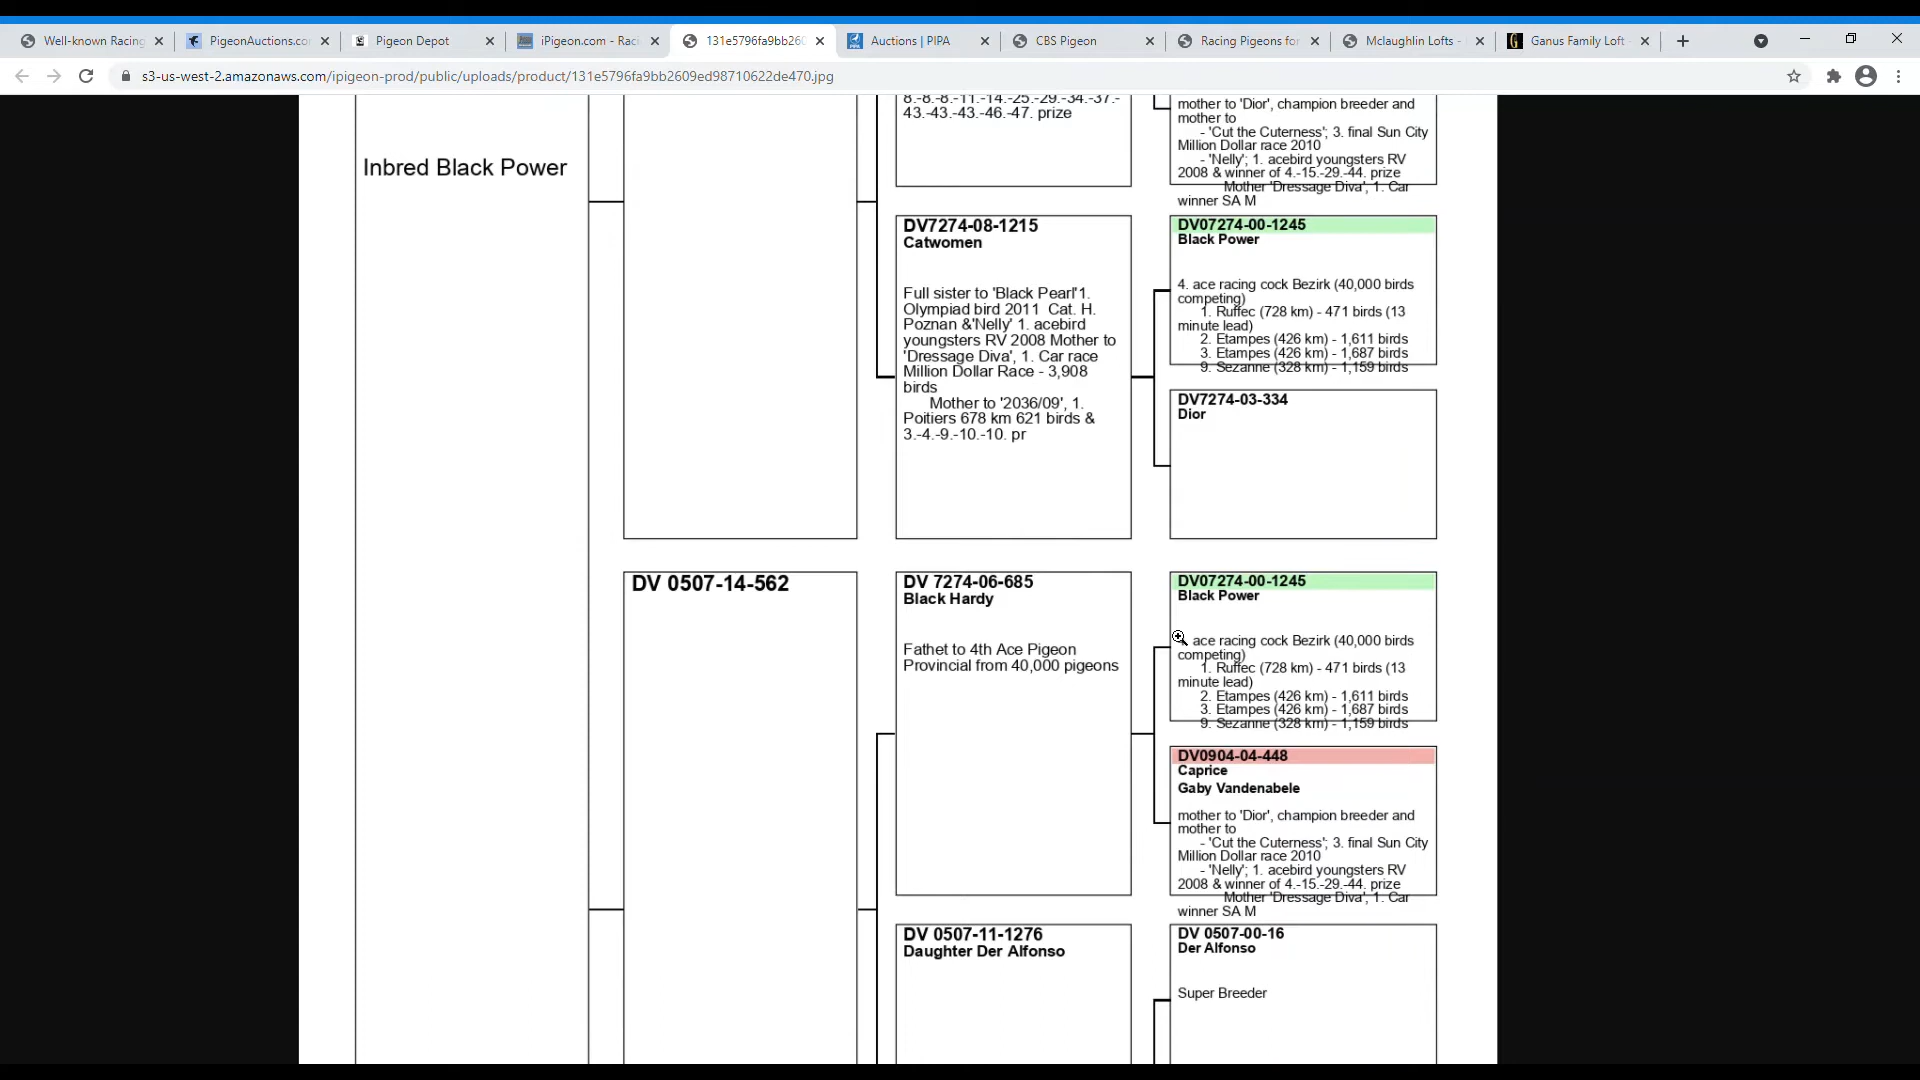 Well-known Racing
PigeonAuctions.co
Pigeon Depot
iPigeon.com - Raci
131e5796fa9bb260
Auctions | PIPA
CBS Pigeon
Racing Pigeons for
Mclaughlin Lofts -
Ganus Family Loft
s3-us-west-2.amazonaws.com/ipigeon-prod/public/uploads/product/131e5796fa9bb2609ed98710622de470.jpg
Inbred Black Power
8.-8.-8.-11.-14.-25.-29.-34.-37.-
43.-43.-43.-46.-47. prize
mother to 'Dior', champion breeder and
mother to
- 'Cut the Cuterness'; 3. final Sun City
Million Dollar race 2010
- 'Nelly'; 1. acebird youngsters RV
2008 & winner of 4.-15.-29.-44. prize
Mother 'Dressage Diva', 1. Car
winner SA M
DV7274-08-1215
Catwomen
Full sister to 'Black Pearl'1.
Olympiad bird 2011 Cat. H.
Poznan &'Nelly' 1. acebird
youngsters RV 2008 Mother to
'Dressage Diva', 1. Car race
Million Dollar Race - 3,908
birds
Mother to '2036/09', 1.
Poitiers 678 km 621 birds &
3.-4.-9.-10.-10. pr
DV07274-00-1245
Black Power
4. ace racing cock Bezirk (40,000 birds
competing)
1. Ruffec (728 km) - 471 birds (13
minute lead)
2. Etampes (426 km) - 1,611 birds
3. Etampes (426 km) - 1,687 birds
9. Sezanne (328 km) - 1,159 birds
DV7274-03-334
Dior
DV 0507-14-562
DV 7274-06-685
Black Hardy
Fathet to 4th Ace Pigeon
Provincial from 40,000 pigeons
DV07274-00-1245
Black Power
ace racing cock Bezirk (40,000 birds
competing)
1. Ruffec (728 km) - 471 birds (13
minute lead)
2. Etampes (426 km) - 1,611 birds
3. Etampes (426 km) - 1,687 birds
9. Sezanne (328 km) - 1,159 birds
DV0904-04-448
Caprice
Gaby Vandenabele
mother to 'Dior', champion breeder and
mother to
- 'Cut the Cuterness'; 3. final Sun City
Million Dollar race 2010
- 'Nelly'; 1. acebird youngsters RV
2008 & winner of 4.-15.-29.-44. prize
Mother 'Dressage Diva', 1. Car
winner SA M
DV 0507-11-1276
Daughter Der Alfonso
DV 0507-00-16
Der Alfonso
Super Breeder